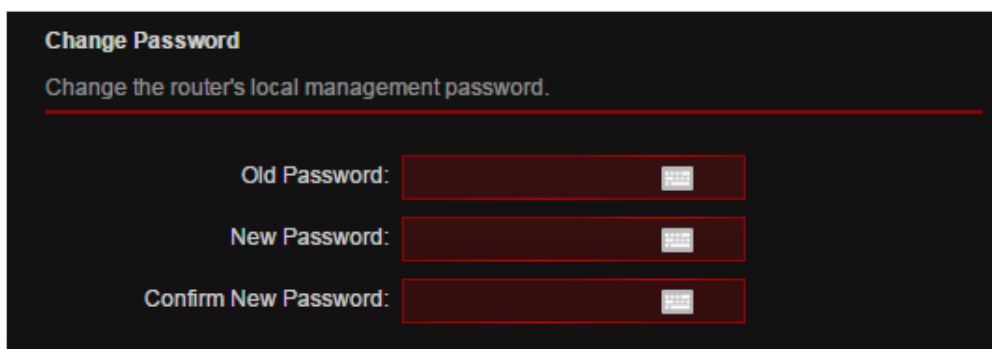 Change Password
Change the router's local management password.
Old Password:
New Password:
Confirm New Password: